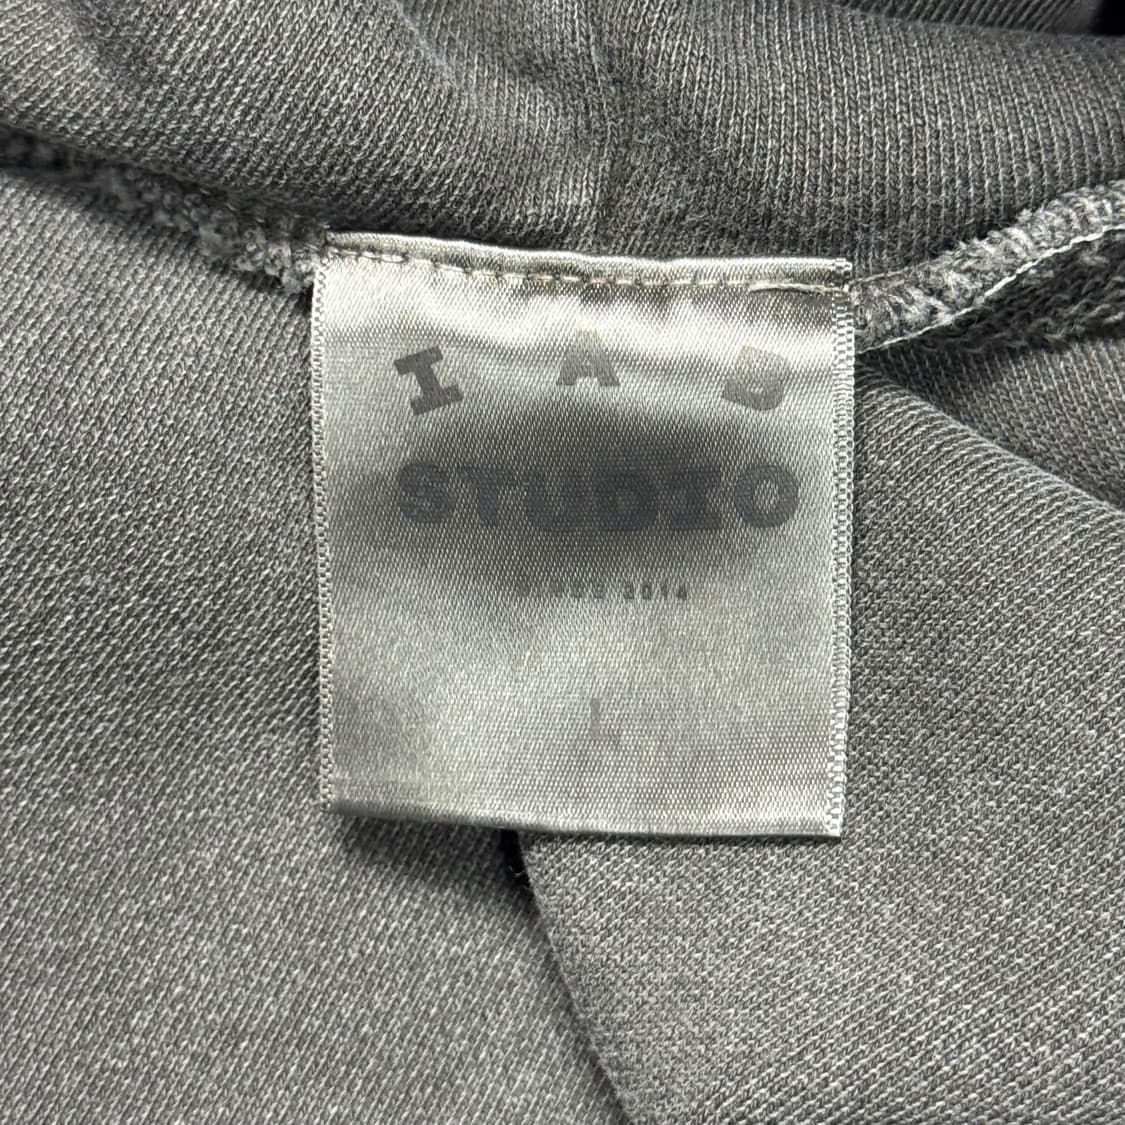 I A B
STUDIO
SINCE 2014
L